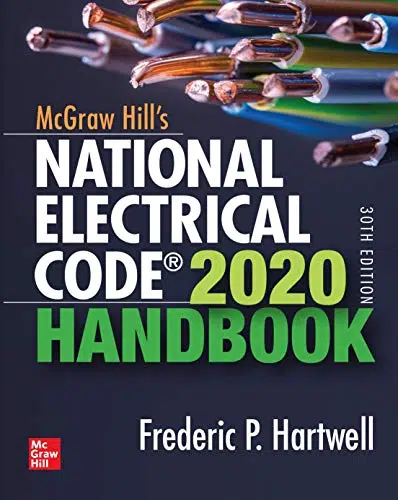 McGraw Hill's
NATIONAL
ELECTRICAL
CODE® 2020
HANDBOOK
30TH EDITION
Mc
Graw
Hill
Frederic P. Hartwell